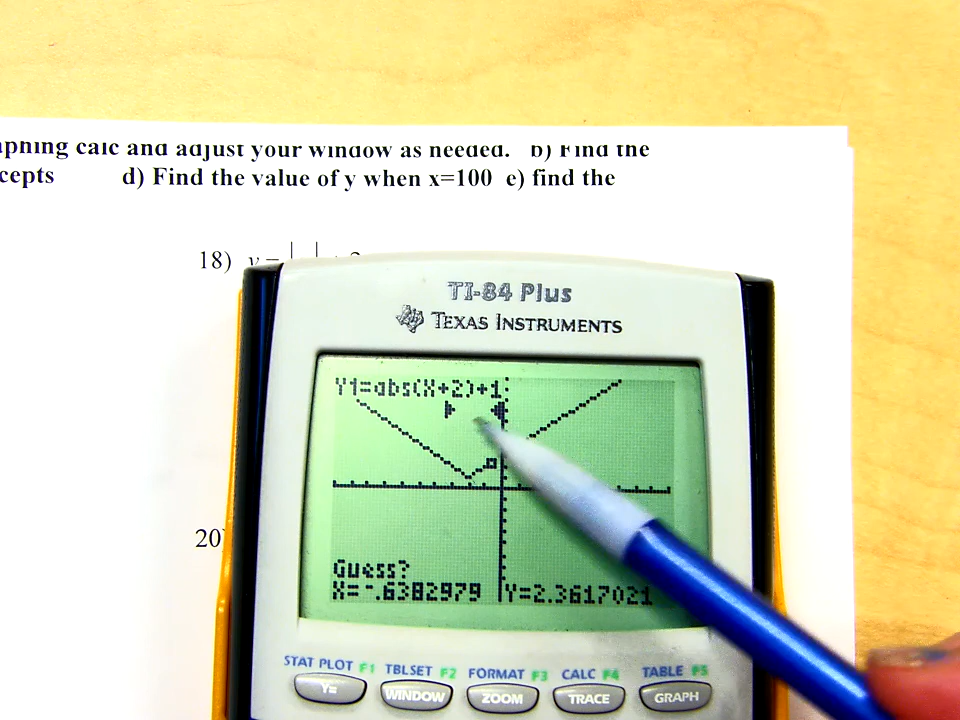 aphing calc and adjust your window as needed. b) Find the
cepts d) Find the value of y when x=100 e) find the
18) y =
TI-84 Plus
TEXAS INSTRUMENTS
Y1=abs(X+2)+1
20)
Guess?
X=-.6382979 Y=2.3617021
STAT PLOT F1 TBLSET F2 FORMAT F3 CALC F4 TABLE F5
Y= WINDOW ZOOM TRACE GRAPH